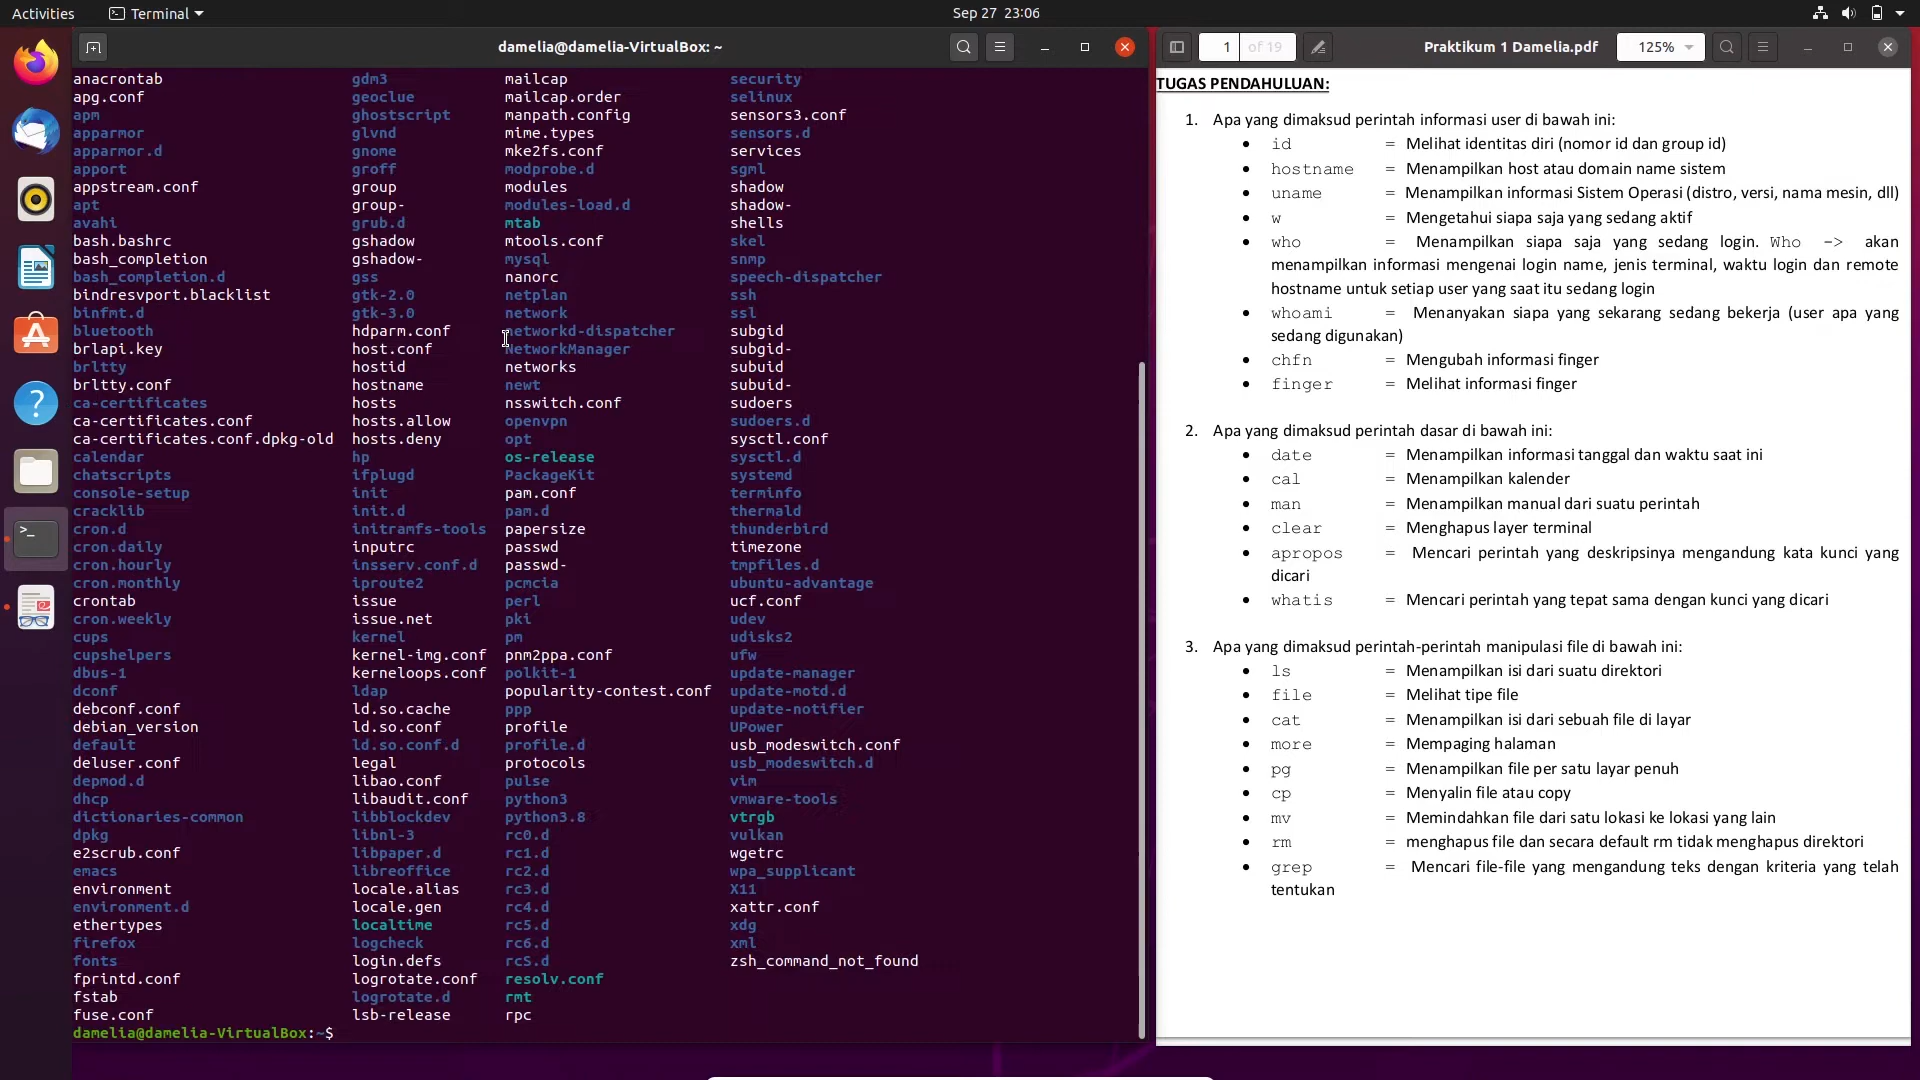 Activities
Terminal
Sep 27 23:06
damelia@damelia-VirtualBox: ~
anacrontab gdm3 mailcap security
apg.conf geoclue mailcap.order selinux
apm ghostscript manpath.config sensors3.conf
apparmor glvnd mime.types sensors.d
apparmor.d gnome mke2fs.conf services
apport groff modprobe.d sgml
appstream.conf group modules shadow
apt group- modules-load.d shadow-
avahi grub.d mtab shells
bash.bashrc gshadow mtools.conf skel
bash_completion gshadow- mysql snmp
bash_completion.d gss nanorc speech-dispatcher
bindresvport.blacklist gtk-2.0 netplan ssh
binfmt.d gtk-3.0 network ssl
bluetooth hdparm.conf networkd-dispatcher subgid
brlapi.key host.conf NetworkManager subgid-
brltty hostid networks subuid
brltty.conf hostname newt subuid-
ca-certificates hosts nsswitch.conf sudoers
ca-certificates.conf hosts.allow openvpn sudoers.d
ca-certificates.conf.dpkg-old hosts.deny opt sysctl.conf
calendar hp os-release sysctl.d
chatscripts ifplugd PackageKit systemd
console-setup init pam.conf terminfo
cracklib init.d pam.d thermald
cron.d initramfs-tools papersize thunderbird
cron.daily inputrc passwd timezone
cron.hourly insserv.conf.d passwd- tmpfiles.d
cron.monthly iproute2 pcmcia ubuntu-advantage
crontab issue perl ucf.conf
cron.weekly issue.net pki udev
cups kernel pm udisks2
cupshelpers kernel-img.conf pnm2ppa.conf ufw
dbus-1 kerneloops.conf polkit-1 update-manager
dconf ldap popularity-contest.conf update-motd.d
debconf.conf ld.so.cache ppp update-notifier
debian_version ld.so.conf profile UPower
default ld.so.conf.d profile.d usb_modeswitch.conf
deluser.conf legal protocols usb_modeswitch.d
depmod.d libao.conf pulse vim
dhcp libaudit.conf python3 vmware-tools
dictionaries-common libblockdev python3.8 vtrgb
dpkg libnl-3 rc0.d vulkan
e2scrub.conf libpaper.d rc1.d wgetrc
emacs libreoffice rc2.d wpa_supplicant
environment locale.alias rc3.d X11
environment.d locale.gen rc4.d xattr.conf
ethertypes localtime rc5.d xdg
firefox logcheck rc6.d xml
fonts login.defs rcS.d zsh_command_not_found
fprintd.conf logrotate.conf resolv.conf
fstab logrotate.d rmt
fuse.conf lsb-release rpc
damelia@damelia-VirtualBox:~$
1 of 19
Praktikum 1 Damelia.pdf
125%
TUGAS PENDAHULUAN:
1. Apa yang dimaksud perintah informasi user di bawah ini:
• id = Melihat identitas diri (nomor id dan group id)
• hostname = Menampilkan host atau domain name sistem
• uname = Menampilkan informasi Sistem Operasi (distro, versi, nama mesin, dll)
• w = Mengetahui siapa saja yang sedang aktif
• who = Menampilkan siapa saja yang sedang login. Who -> akan
menampilkan informasi mengenai login name, jenis terminal, waktu login dan remote
hostname untuk setiap user yang saat itu sedang login
• whoami = Menanyakan siapa yang sekarang sedang bekerja (user apa yang
sedang digunakan)
• chfn = Mengubah informasi finger
• finger = Melihat informasi finger
2. Apa yang dimaksud perintah dasar di bawah ini:
• date = Menampilkan informasi tanggal dan waktu saat ini
• cal = Menampilkan kalender
• man = Menampilkan manual dari suatu perintah
• clear = Menghapus layer terminal
• apropos = Mencari perintah yang deskripsinya mengandung kata kunci yang
dicari
• whatis = Mencari perintah yang tepat sama dengan kunci yang dicari
3. Apa yang dimaksud perintah-perintah manipulasi file di bawah ini:
• ls = Menampilkan isi dari suatu direktori
• file = Melihat tipe file
• cat = Menampilkan isi dari sebuah file di layar
• more = Mempaging halaman
• pg = Menampilkan file per satu layar penuh
• cp = Menyalin file atau copy
• mv = Memindahkan file dari satu lokasi ke lokasi yang lain
• rm = menghapus file dan secara default rm tidak menghapus direktori
• grep = Mencari file-file yang mengandung teks dengan kriteria yang telah
tentukan